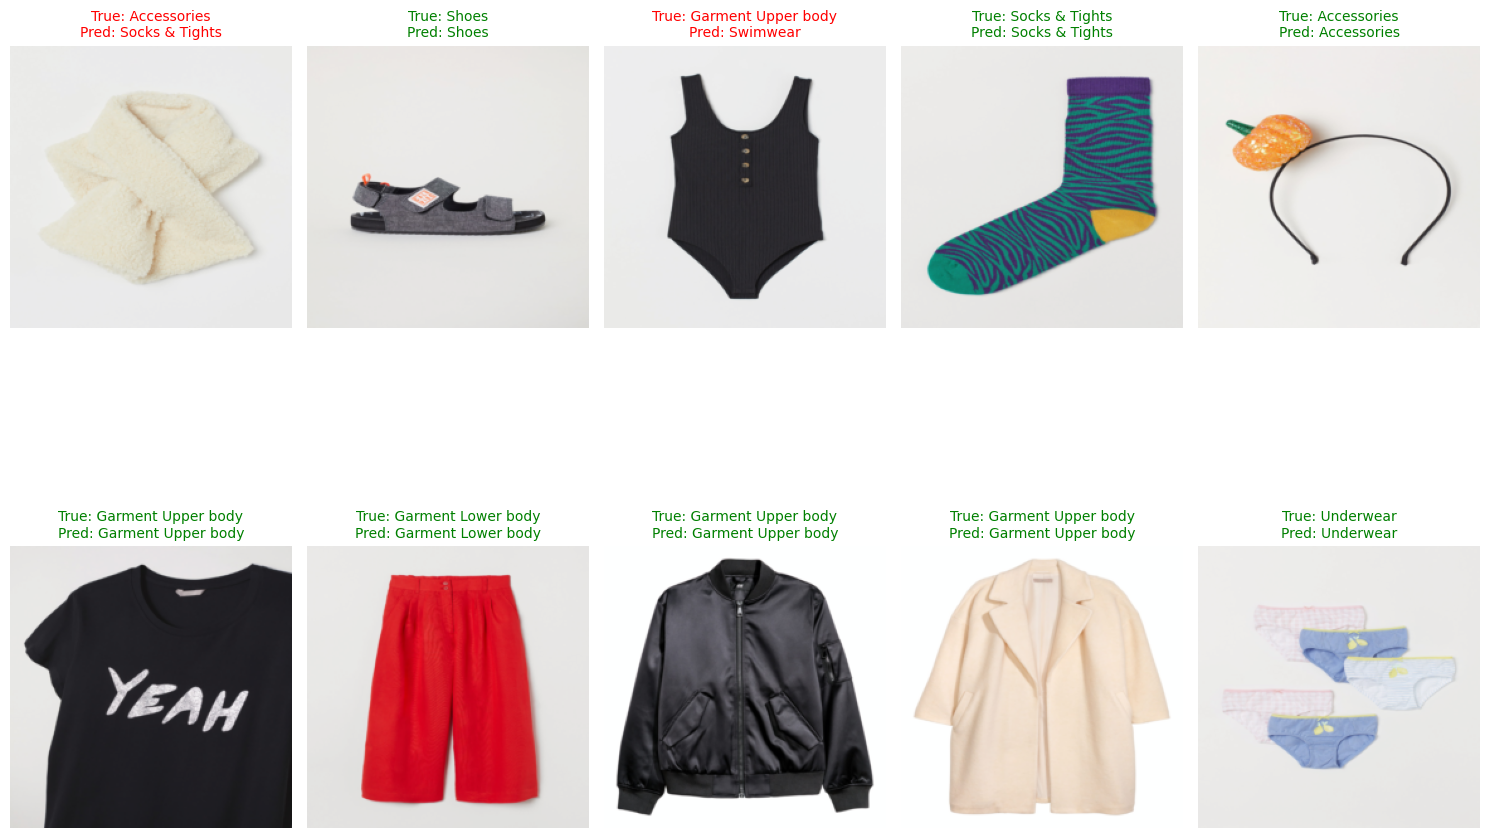 True: Accessories
Pred: Socks & Tights
True: Shoes
Pred: Shoes
True: Garment Upper body
Pred: Swimwear
True: Socks & Tights
Pred: Socks & Tights
True: Accessories
Pred: Accessories
True: Garment Upper body
Pred: Garment Upper body
True: Garment Lower body
Pred: Garment Lower body
True: Garment Upper body
Pred: Garment Upper body
True: Garment Upper body
Pred: Garment Upper body
True: Underwear
Pred: Underwear
YEAH